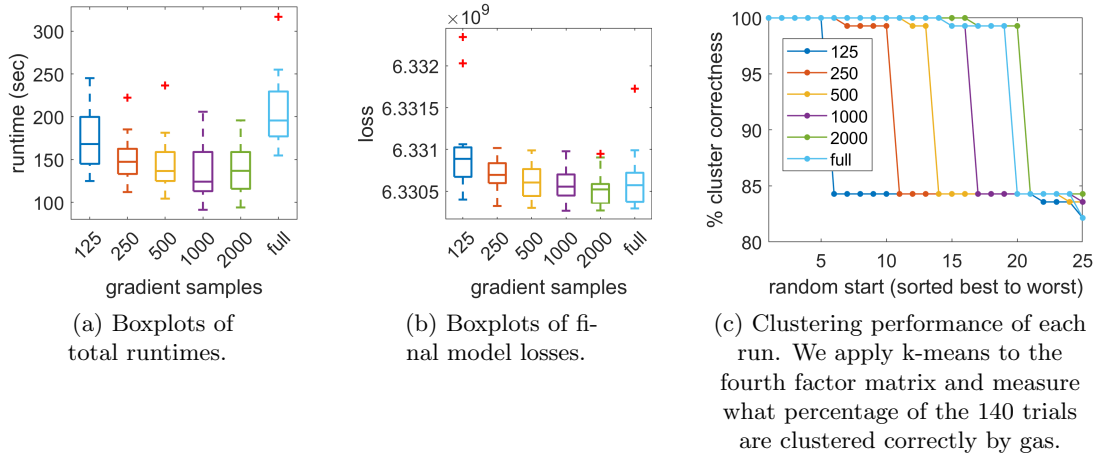 300
250
200
150
100
runtime (sec)
125
250
500
1000
2000
full
gradient samples
(a) Boxplots of
total runtimes.
×10⁹
6.332
6.3315
6.331
6.3305
loss
125
250
500
1000
2000
full
gradient samples
(b) Boxplots of fi-
nal model losses.
100
95
90
85
80
% cluster correctness
125
250
500
1000
2000
full
5
10
15
20
25
random start (sorted best to worst)
(c) Clustering performance of each
run. We apply k-means to the
fourth factor matrix and measure
what percentage of the 140 trials
are clustered correctly by gas.